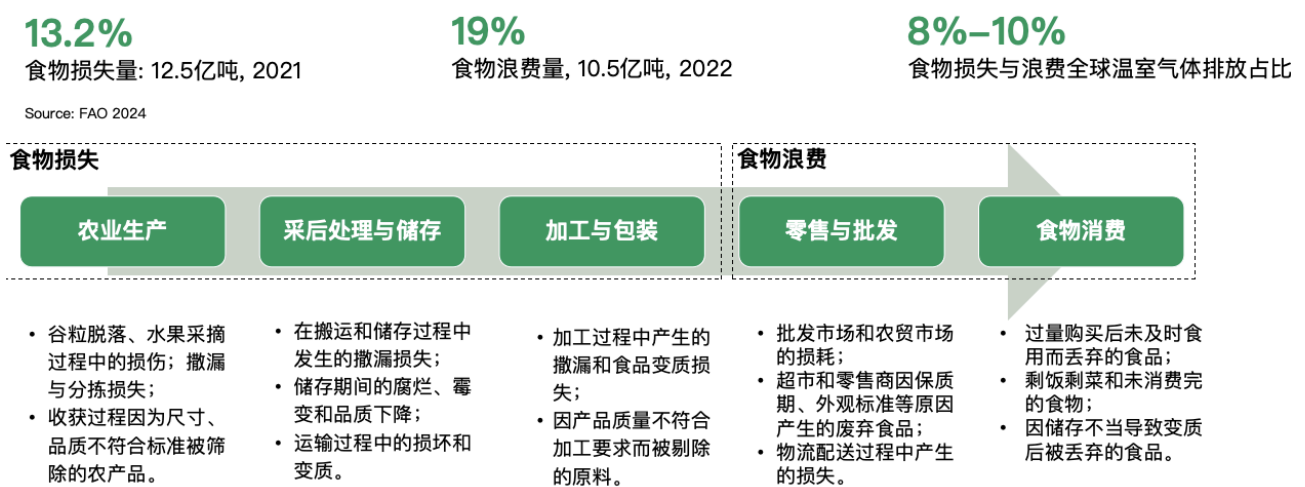 13.2%
食物损失量: 12.5亿吨, 2021
19%
食物浪费量, 10.5亿吨, 2022
8%–10%
食物损失与浪费全球温室气体排放占比
Source: FAO 2024
食物损失
食物浪费
农业生产
采后处理与储存
加工与包装
零售与批发
食物消费
• 谷粒脱落、水果采摘
过程中的损伤；撒漏
与分拣损失；
• 收获过程因为尺寸、
品质不符合标准被筛
除的农产品。
• 在搬运和储存过程中
发生的撒漏损失；
• 储存期间的腐烂、霉
变和品质下降；
• 运输过程中的损坏和
变质。
• 加工过程中产生的
撒漏和食品变质损
失；
• 因产品质量不符合
加工要求而被剔除
的原料。
• 批发市场和农贸市场
的损耗；
• 超市和零售商因保质
期、外观标准等原因
产生的废弃食品；
• 物流配送过程中产生
的损失。
• 过量购买后未及时食
用而丢弃的食品；
• 剩饭剩菜和未消费完
的食物；
• 因储存不当导致变质
后被丢弃的食品。